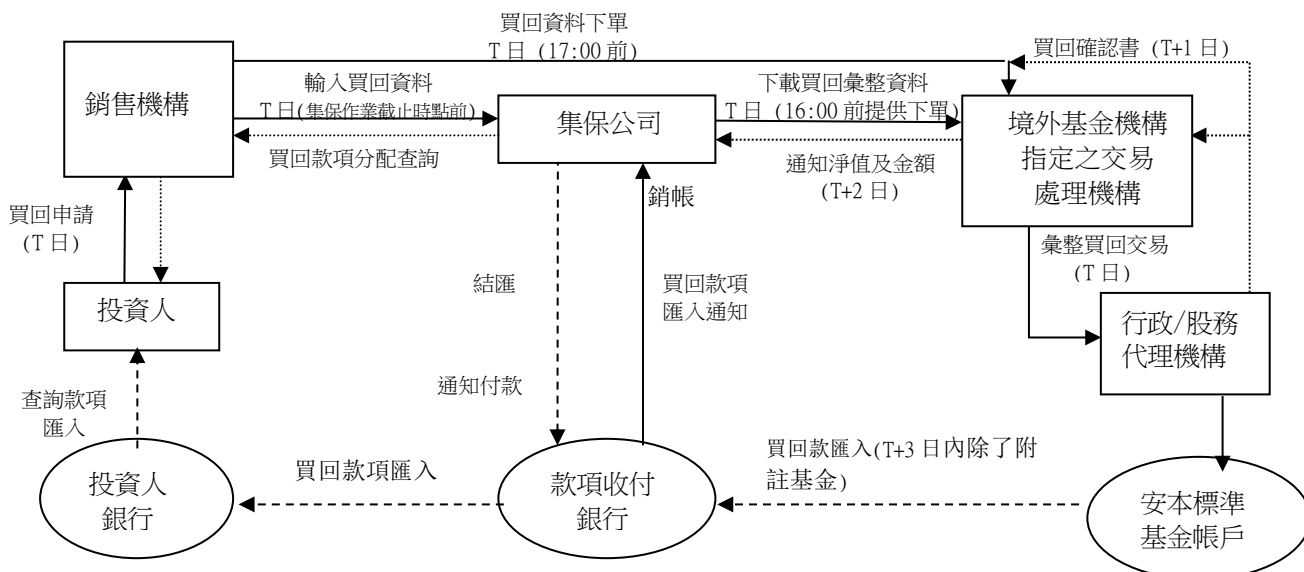 買回資料下單
T 日 (17:00 前)
買回確認書 (T+1 日)
銷售機構
輸入買回資料
T 日(集保作業截止時點前)
買回款項分配查詢
集保公司
下載買回彙整資料
T 日 (16:00 前提供下單)
通知淨值及金額
(T+2 日)
境外基金機構
指定之交易
處理機構
買回申請
(T 日)
銷帳
彙整買回交易
(T 日)
投資人
結匯
買回款項
匯入通知
行政/股務
代理機構
查詢款項
匯入
通知付款
投資人
銀行
買回款項匯入
款項收付
銀行
買回款匯入(T+3 日內除了附
註基金)
安本標準
基金帳戶